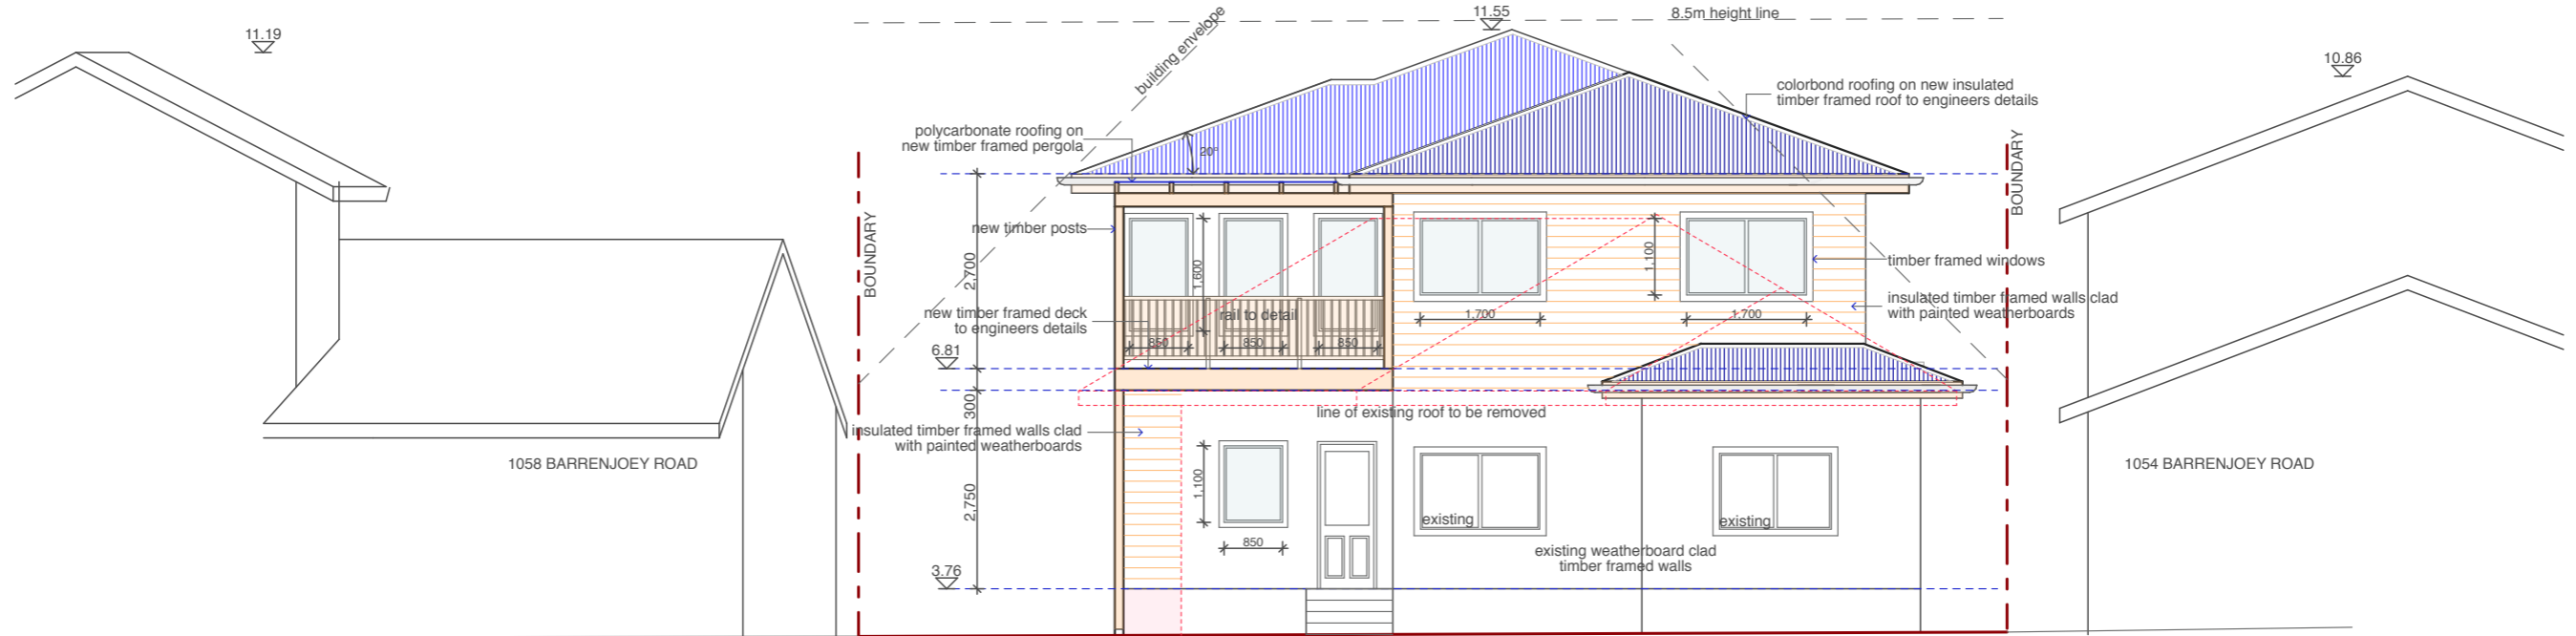 11.19
building envelope
11.55
8.5m height line
10.86
colorbond roofing on new insulated
timber framed roof to engineers details
polycarbonate roofing on
new timber framed pergola
20°
BOUNDARY
BOUNDARY
new timber posts
2,700
1,600
1,100
timber framed windows
new timber framed deck
to engineers details
rail to detail
1,700
1,700
insulated timber framed walls clad
with painted weatherboards
850
850
850
6.81
300
line of existing roof to be removed
insulated timber framed walls clad
with painted weatherboards
1058 BARRENJOEY ROAD
1054 BARRENJOEY ROAD
2,750
1,100
existing
existing
850
existing weatherboard clad
timber framed walls
3.76